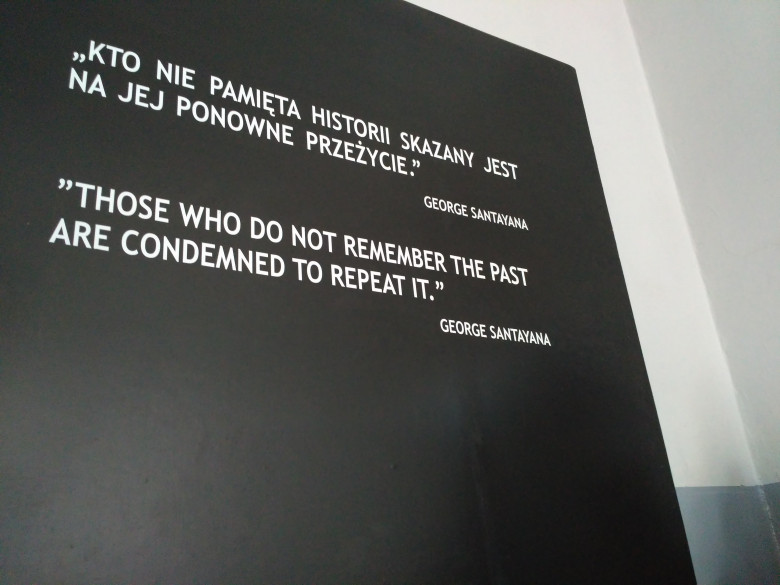 „KTO NIE PAMIĘTA HISTORII SKAZANY JEST
NA JEJ PONOWNE PRZEŻYCIE.”
GEORGE SANTAYANA
”THOSE WHO DO NOT REMEMBER THE PAST
ARE CONDEMNED TO REPEAT IT.”
GEORGE SANTAYANA